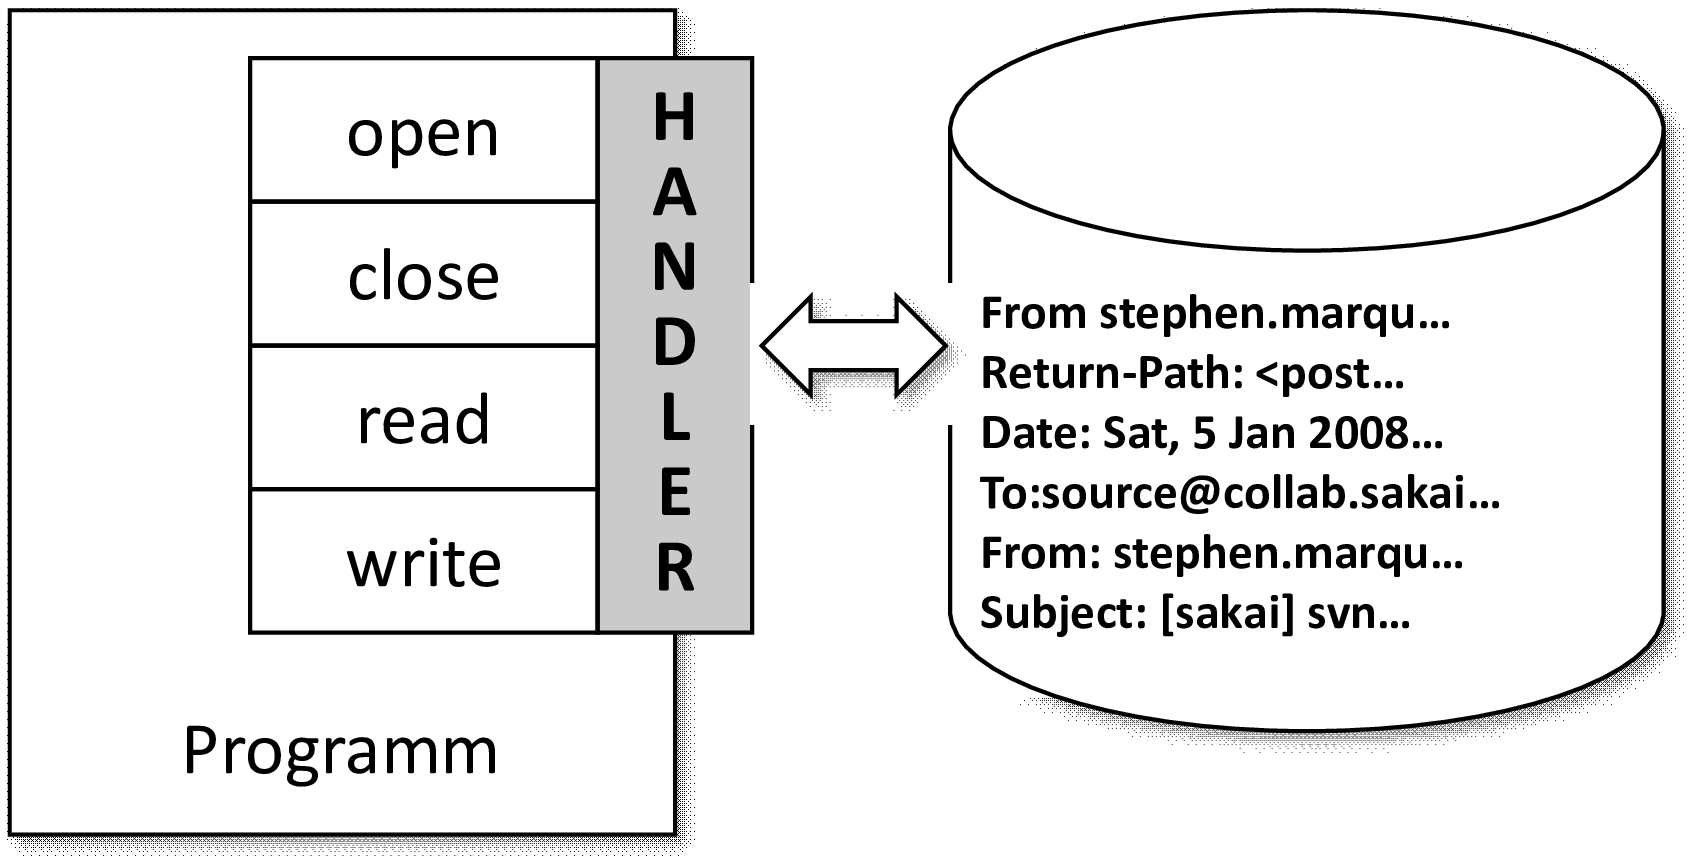 open
close
read
write
HANDLER
Programm
From stephen.marqu...
Return-Path: <post...
Date: Sat, 5 Jan 2008...
To:source@collab.sakai...
From: stephen.marqu...
Subject: [sakai] svn...